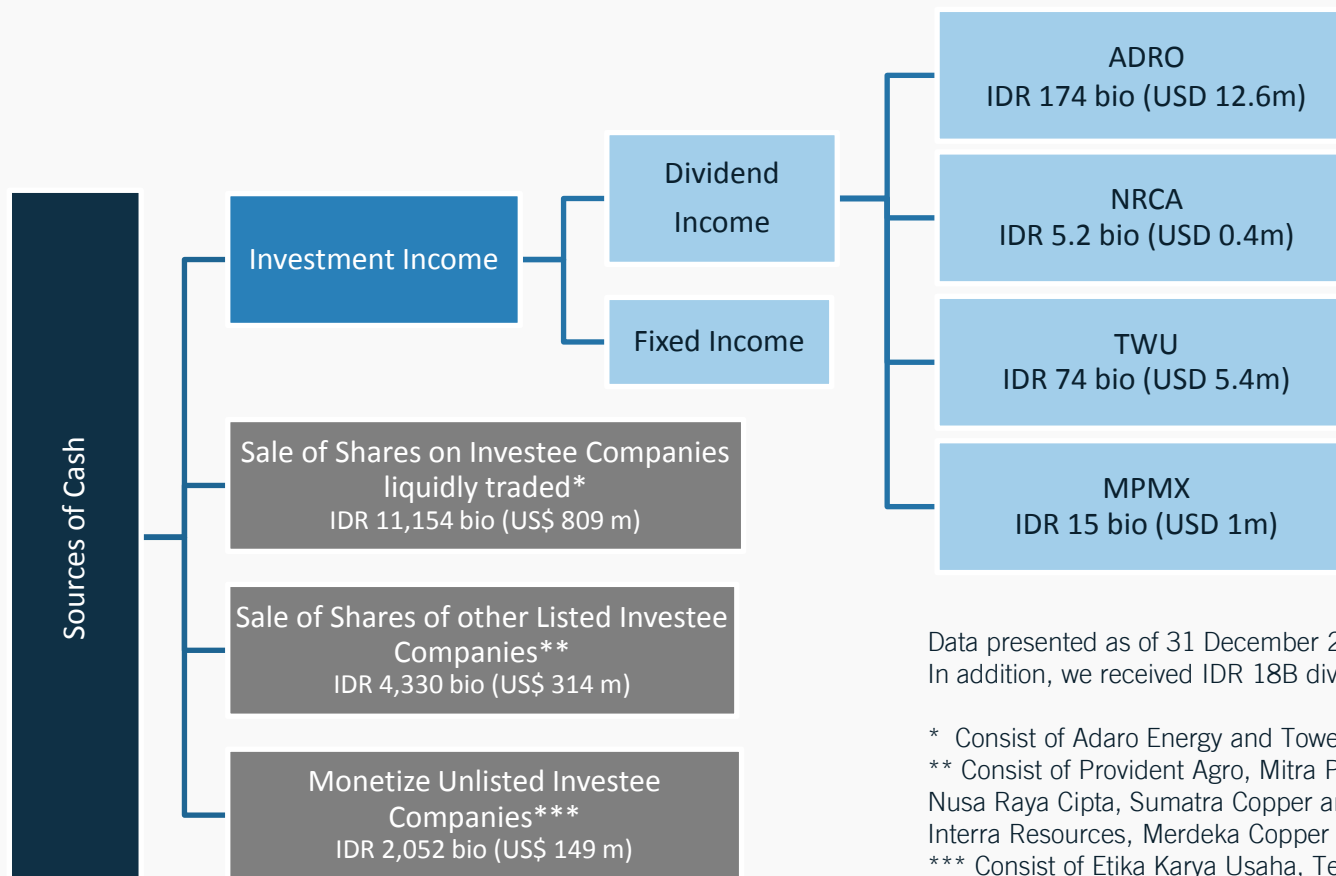 Sources of Cash
Investment Income
Dividend
Income
Fixed Income
ADRO
IDR 174 bio (USD 12.6m)
NRCA
IDR 5.2 bio (USD 0.4m)
TWU
IDR 74 bio (USD 5.4m)
MPMX
IDR 15 bio (USD 1m)
Sale of Shares on Investee Companies
liquidly traded*
IDR 11,154 bio (US$ 809 m)
Sale of Shares of other Listed Investee
Companies**
IDR 4,330 bio (US$ 314 m)
Monetize Unlisted Investee
Companies***
IDR 2,052 bio (US$ 149 m)
Data presented as of 31 December
In addition, we received IDR 18B
* Consist of Adaro Energy and
** Consist of Provident Agro, Mitra
Nusa Raya Cipta, Sumatra Copper
Interra Resources, Merdeka Copper
*** Consist of Etika Karya Usaha,